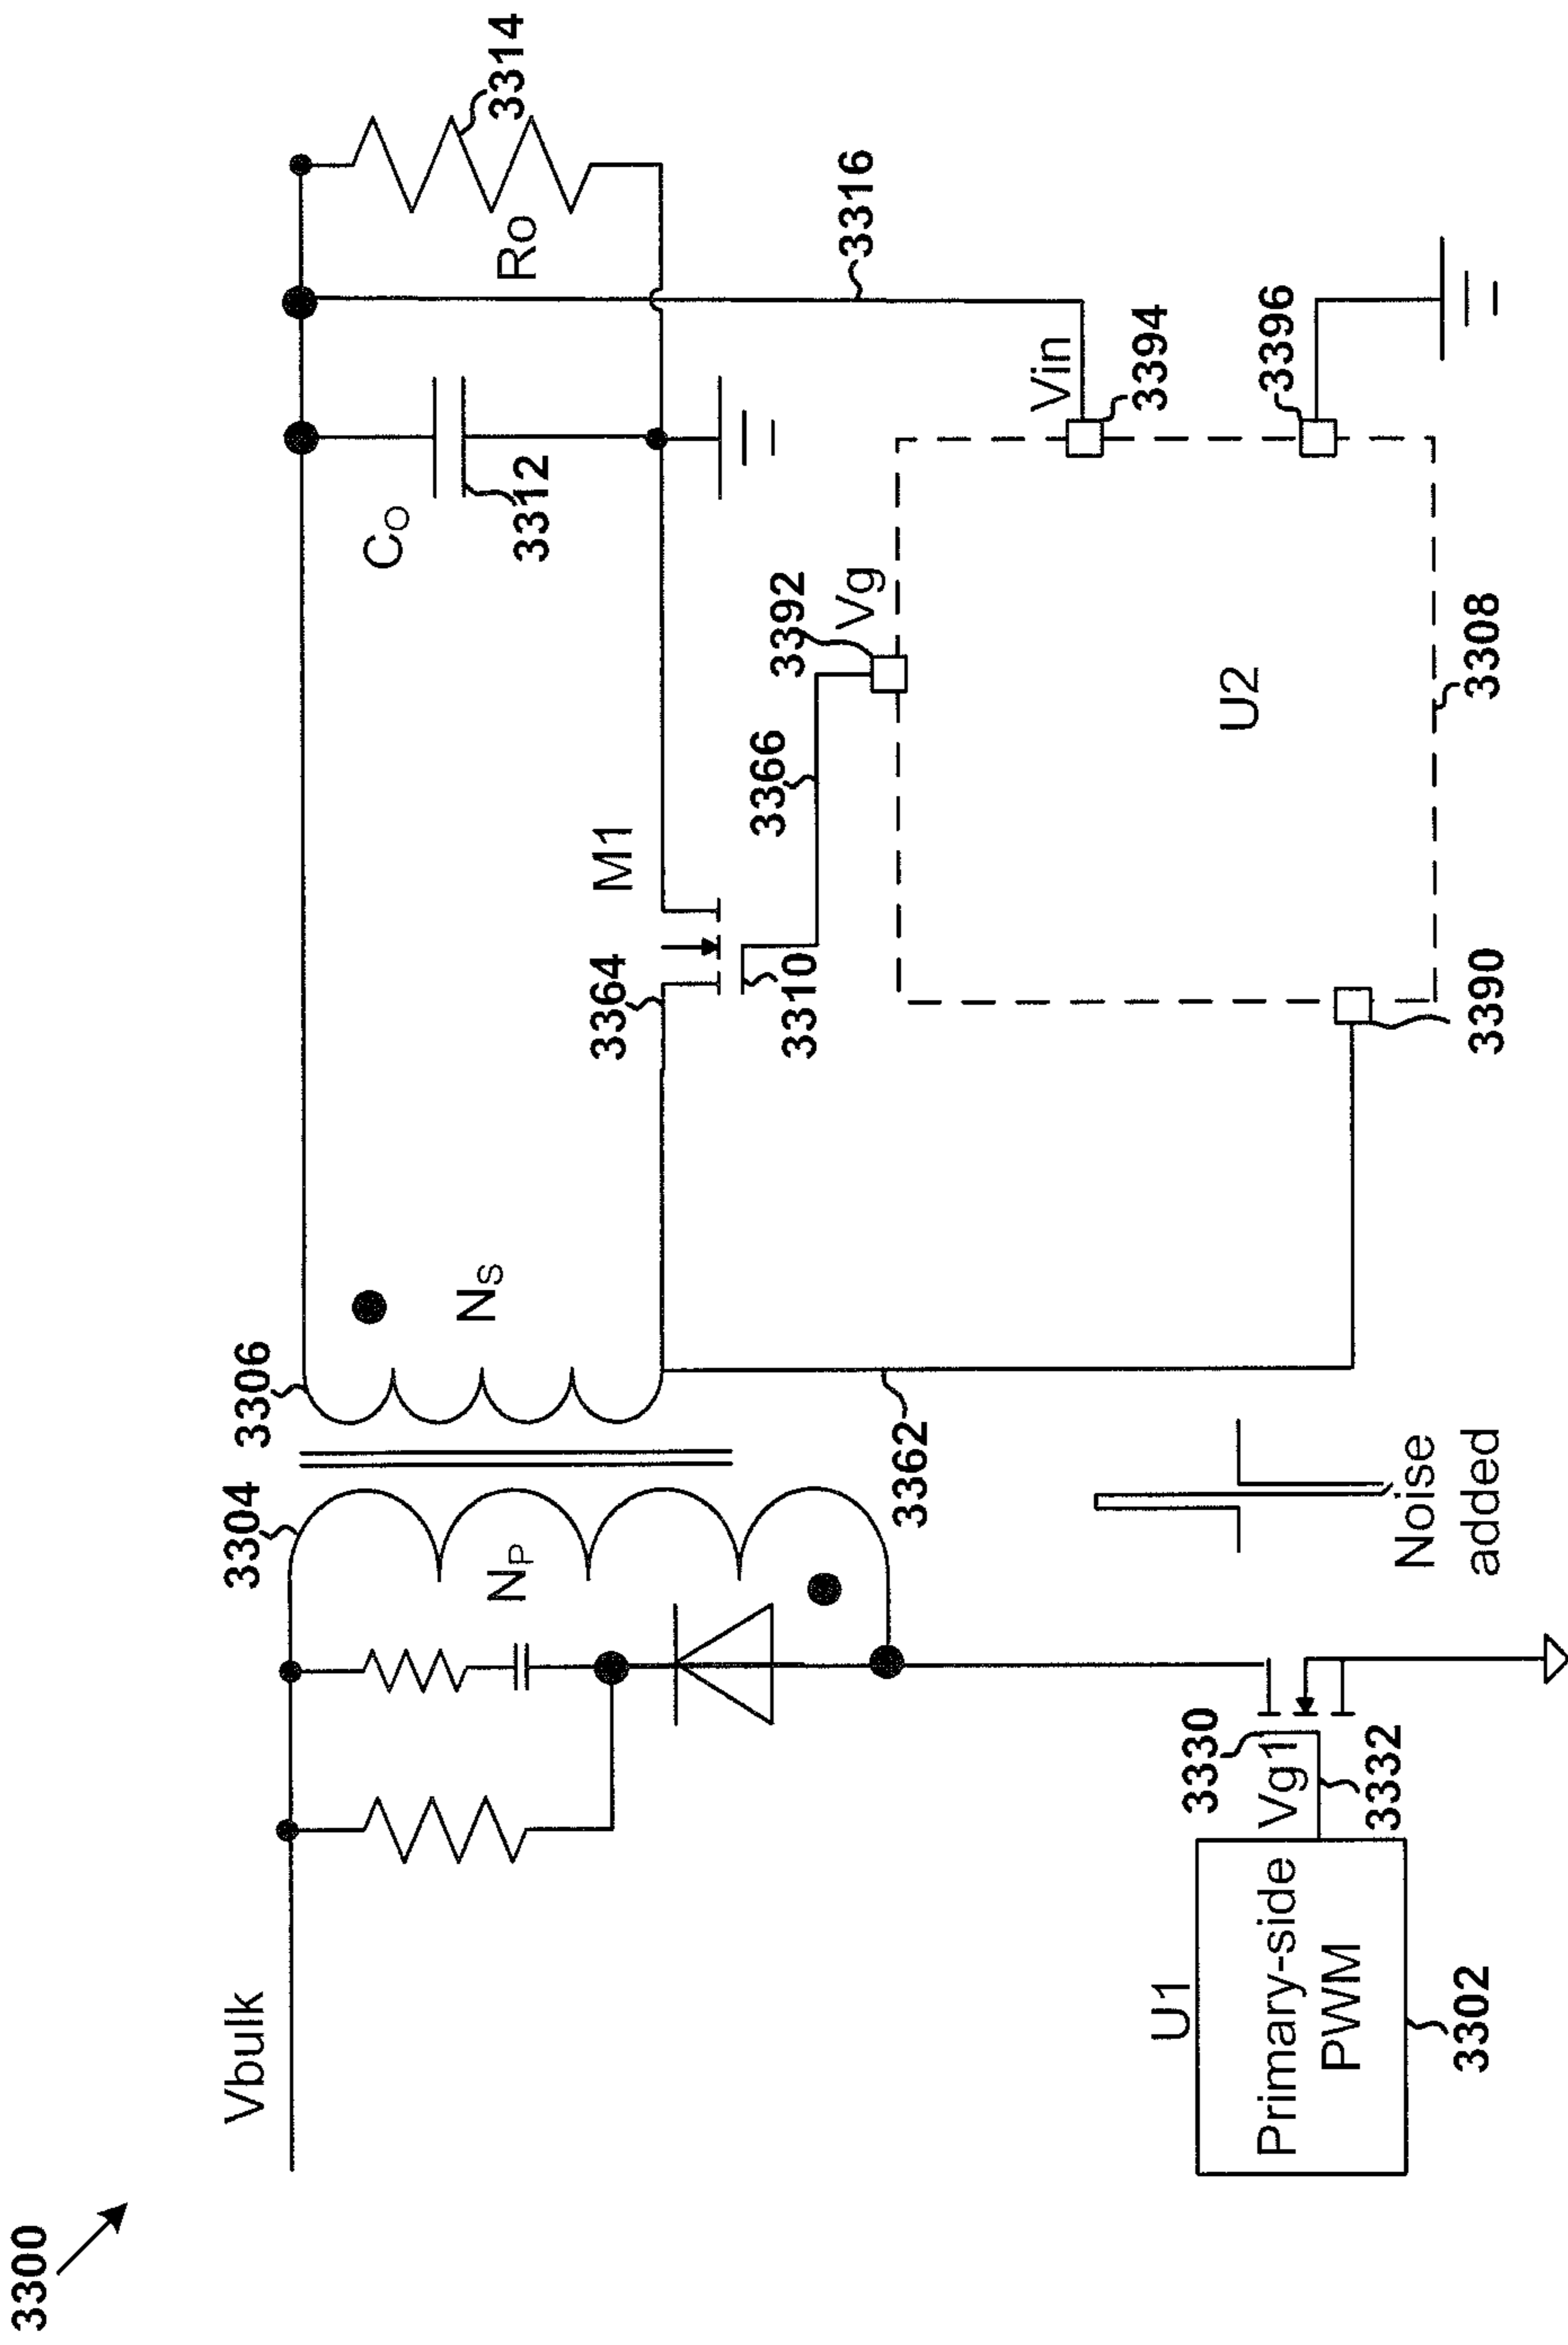 3300
Vbulk
3304
3306
NP
NS
CO
3312
Ro
3314
3364
M1
3310
3366
3392
Vg
3316
Vin
3394
3396
3362
U2
3390
3308
U1
Primary-side
PWM
3302
3330
Vg1
3332
Noise
added